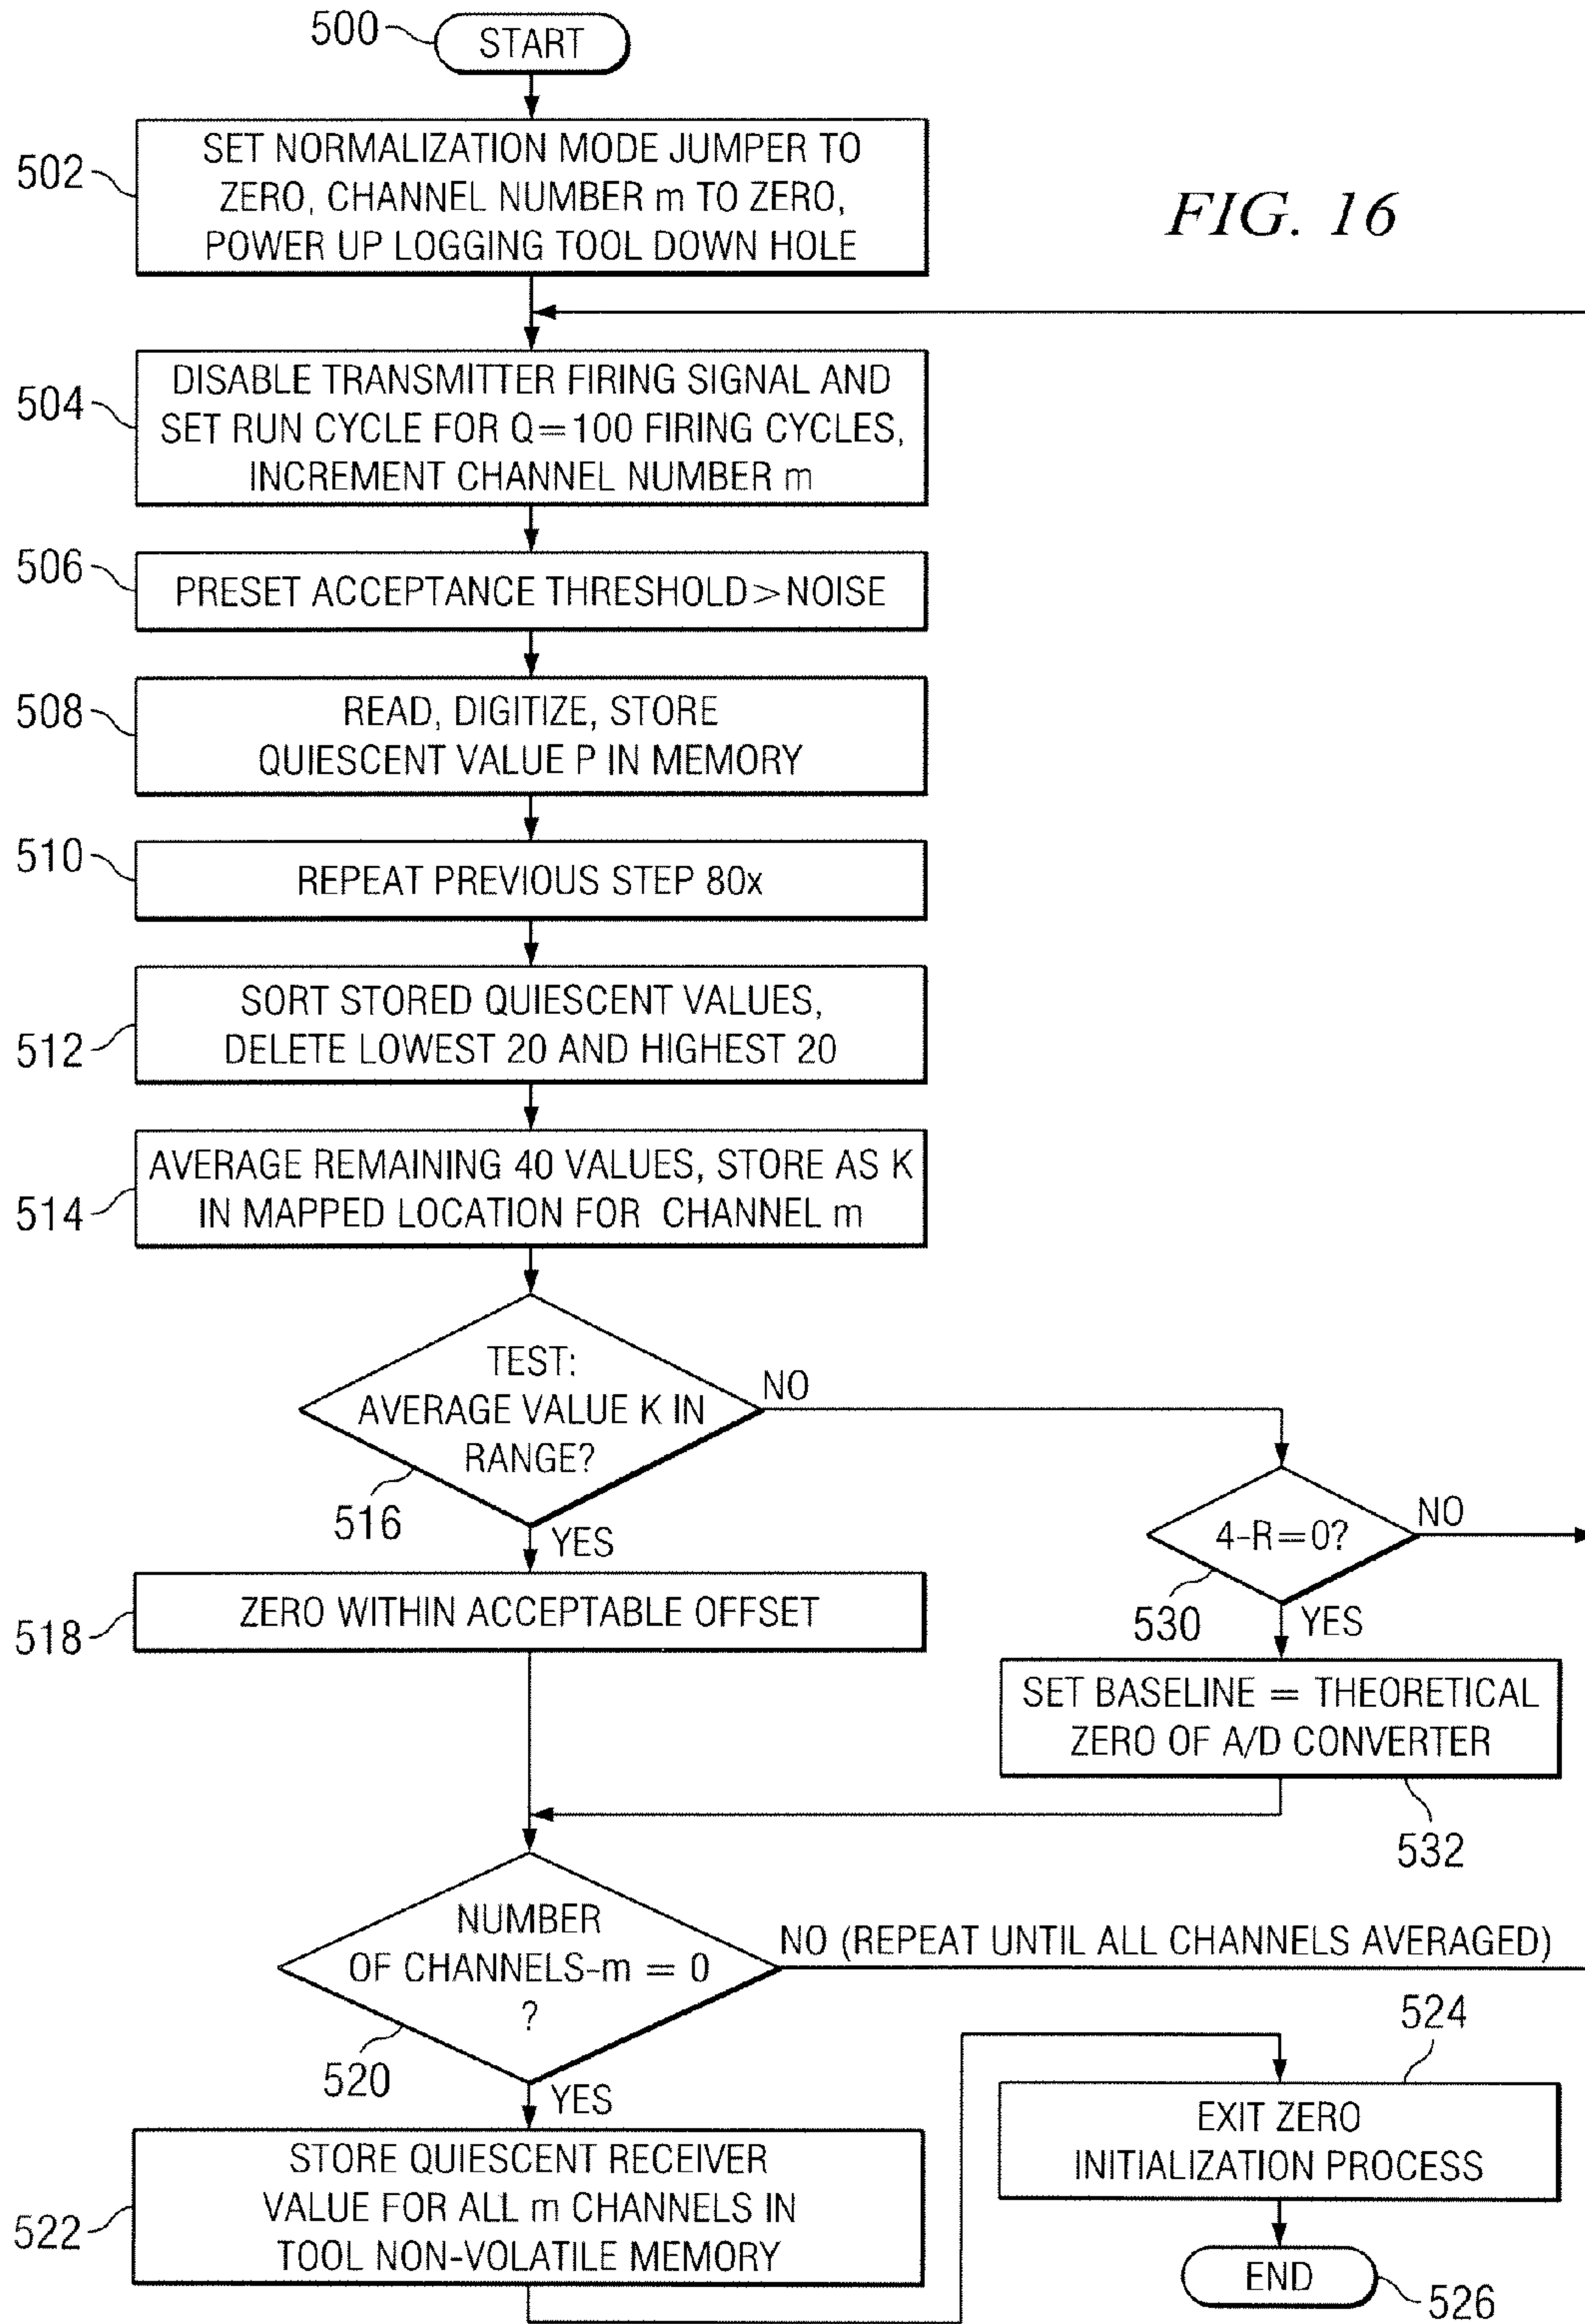 500
START
502
SET NORMALIZATION MODE JUMPER TO
ZERO, CHANNEL NUMBER m TO ZERO,
POWER UP LOGGING TOOL DOWN HOLE
FIG. 16
504
DISABLE TRANSMITTER FIRING SIGNAL AND
SET RUN CYCLE FOR Q=100 FIRING CYCLES,
INCREMENT CHANNEL NUMBER m
506
PRESET ACCEPTANCE THRESHOLD>NOISE
508
READ, DIGITIZE, STORE
QUIESCENT VALUE P IN MEMORY
510
REPEAT PREVIOUS STEP 80x
512
SORT STORED QUIESCENT VALUES,
DELETE LOWEST 20 AND HIGHEST 20
514
AVERAGE REMAINING 40 VALUES, STORE AS K
IN MAPPED LOCATION FOR CHANNEL m
TEST:
AVERAGE VALUE K IN
RANGE?
NO
516
YES
4-R=0?
NO
530
YES
518
ZERO WITHIN ACCEPTABLE OFFSET
SET BASELINE = THEORETICAL
ZERO OF A/D CONVERTER
532
NUMBER
OF CHANNELS-m = 0
?
NO (REPEAT UNTIL ALL CHANNELS AVERAGED)
520
YES
524
522
STORE QUIESCENT RECEIVER
VALUE FOR ALL m CHANNELS IN
TOOL NON-VOLATILE MEMORY
EXIT ZERO
INITIALIZATION PROCESS
END
526